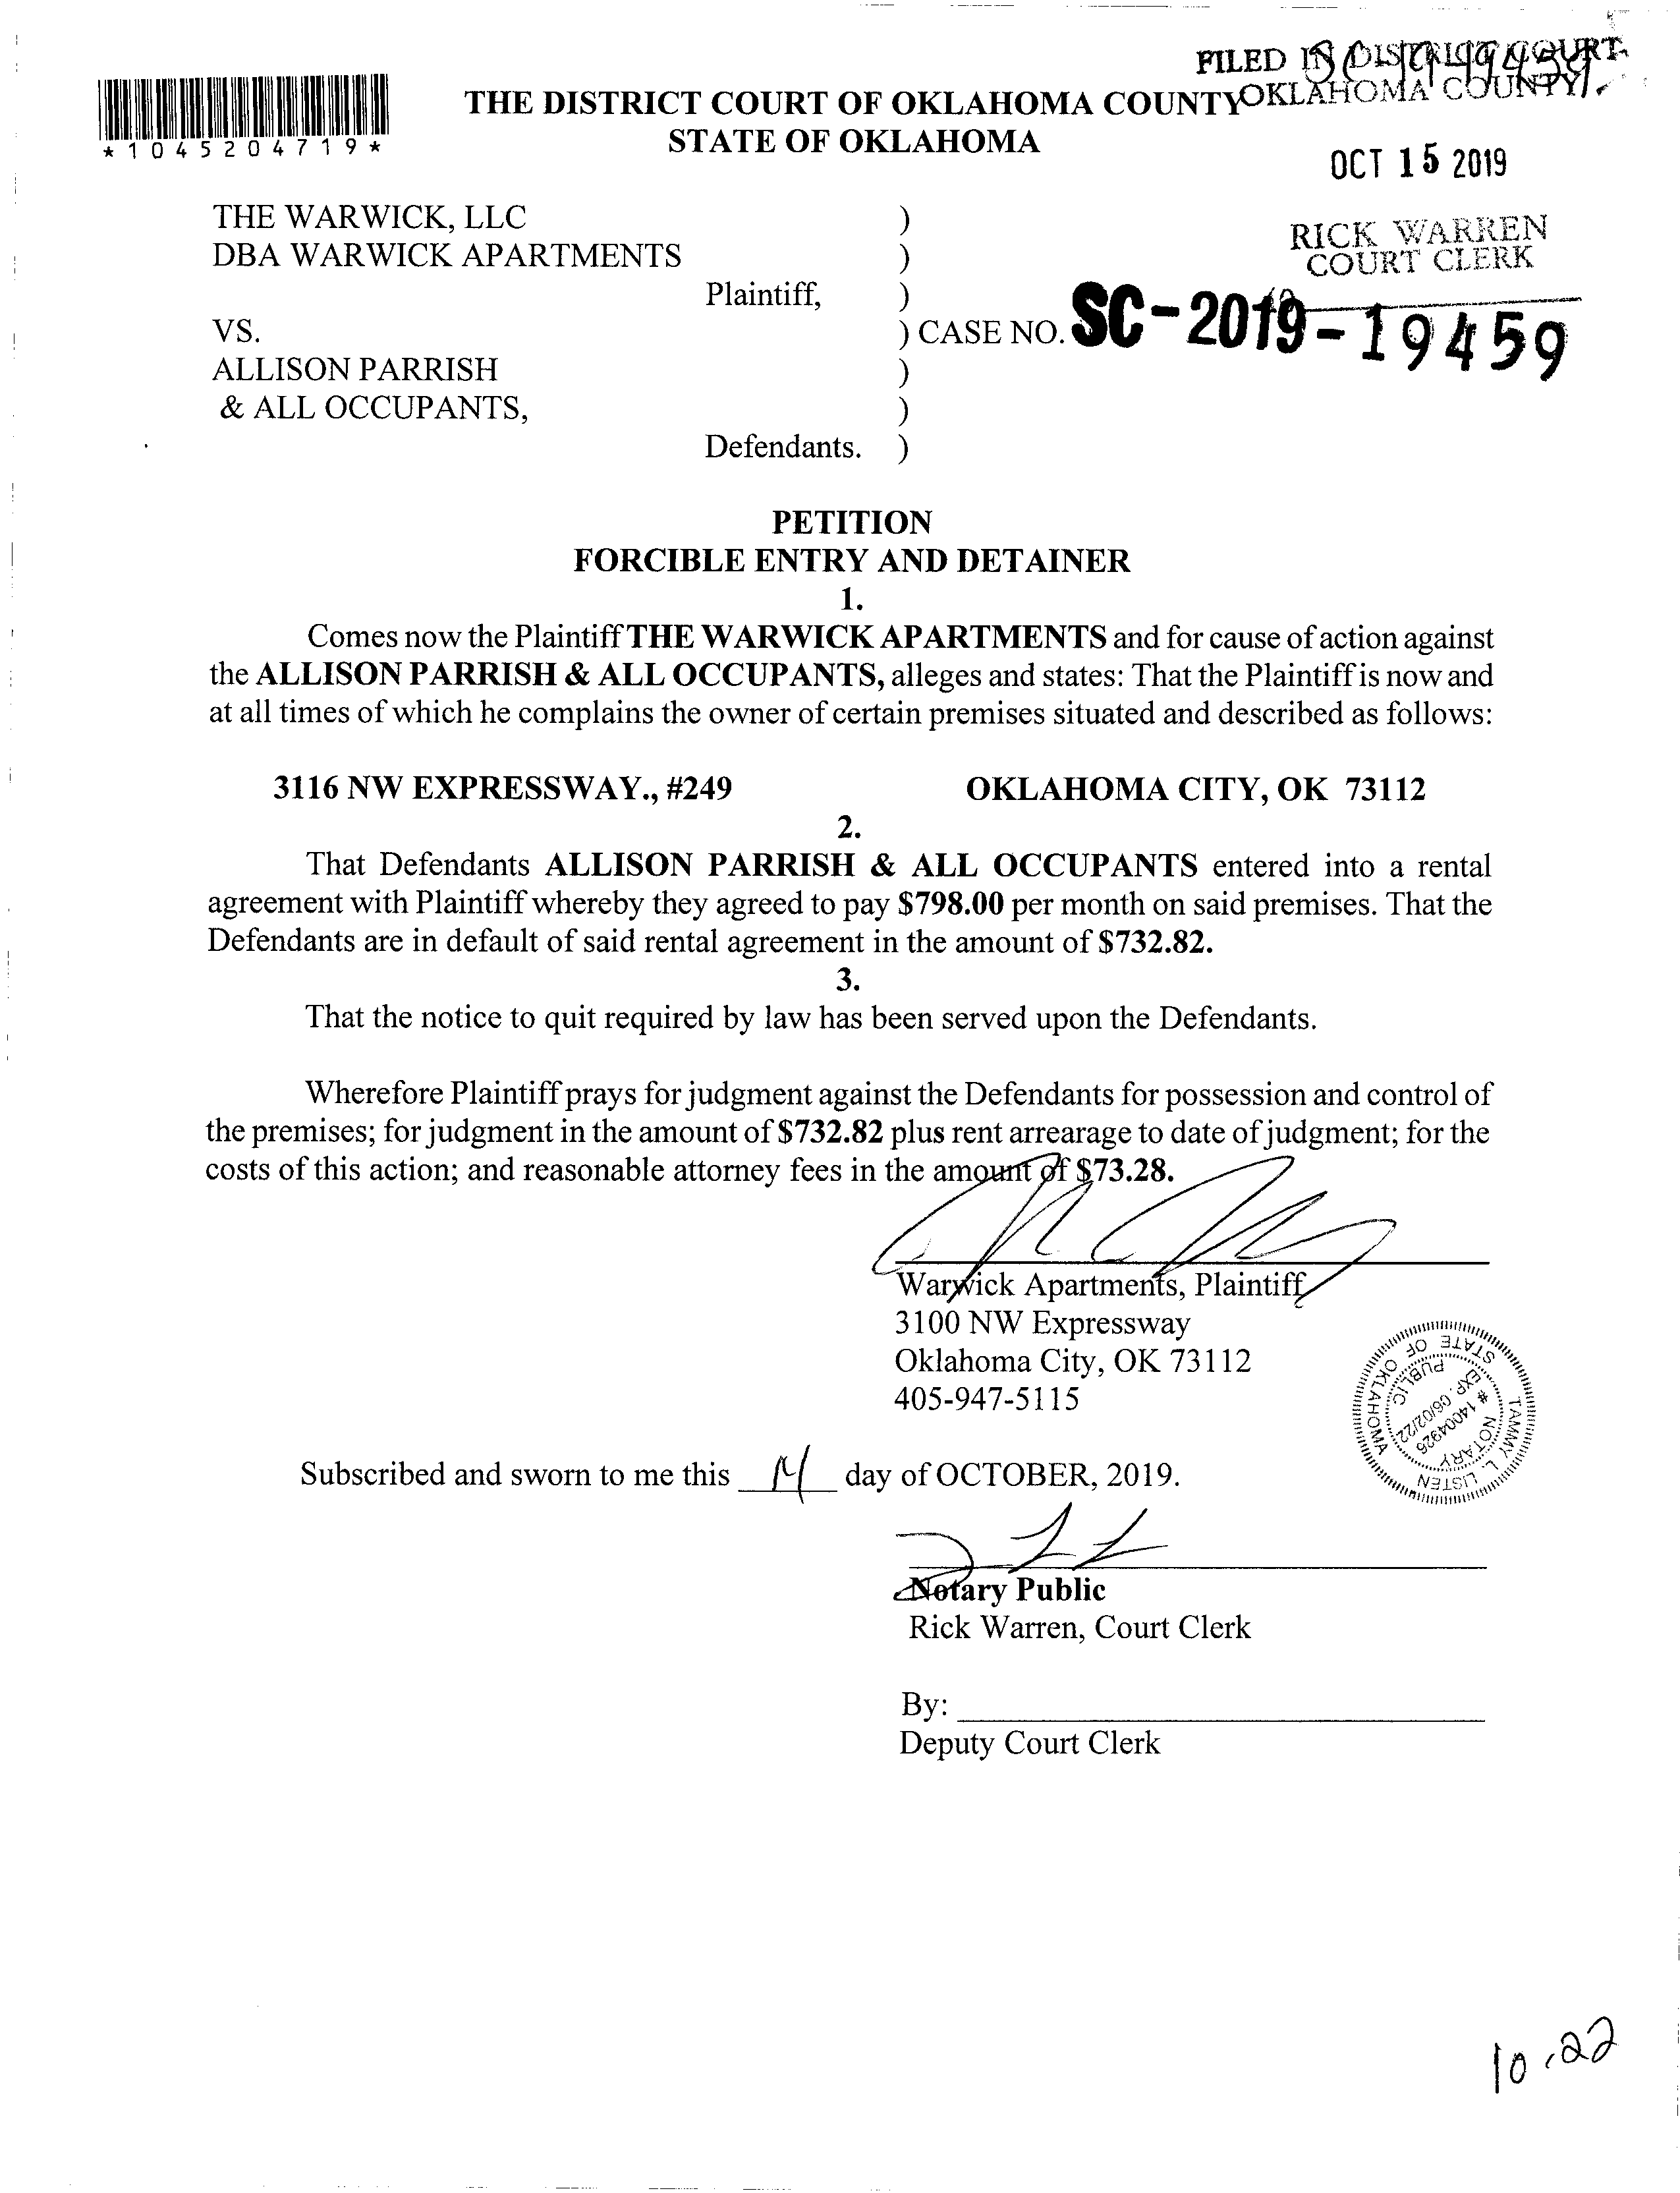 FILED IN DISTRICT COURT
OKLAHOMA COUNTY
*1045204719*
THE DISTRICT COURT OF OKLAHOMA COUNTY
STATE OF OKLAHOMA
OCT 15 2019
RICK WARREN
COURT CLERK
THE WARWICK, LLC )
DBA WARWICK APARTMENTS )
Plaintiff, )
VS. ) CASE NO. SC-2019-19459
ALLISON PARRISH )
& ALL OCCUPANTS, )
Defendants. )
PETITION
FORCIBLE ENTRY AND DETAINER
1.
Comes now the Plaintiff THE WARWICK APARTMENTS and for cause of action against
the ALLISON PARRISH & ALL OCCUPANTS, alleges and states: That the Plaintiff is now and
at all times of which he complains the owner of certain premises situated and described as follows:
3116 NW EXPRESSWAY., #249 OKLAHOMA CITY, OK 73112
2.
That Defendants ALLISON PARRISH & ALL OCCUPANTS entered into a rental
agreement with Plaintiff whereby they agreed to pay $798.00 per month on said premises. That the
Defendants are in default of said rental agreement in the amount of $732.82.
3.
That the notice to quit required by law has been served upon the Defendants.
Wherefore Plaintiff prays for judgment against the Defendants for possession and control of
the premises; for judgment in the amount of $732.82 plus rent arrearage to date of judgment; for the
costs of this action; and reasonable attorney fees in the amount of $73.28.
Warwick Apartments, Plaintiff
3100 NW Expressway
Oklahoma City, OK 73112
405-947-5115
TAMMY L. LISTEN
STATE OF OKLAHOMA
NOTARY
# 14004926
EXP. 06/02/22
PUBLIC
Subscribed and sworn to me this 14 day of OCTOBER, 2019.
Notary Public
Rick Warren, Court Clerk
By:
Deputy Court Clerk
10.22